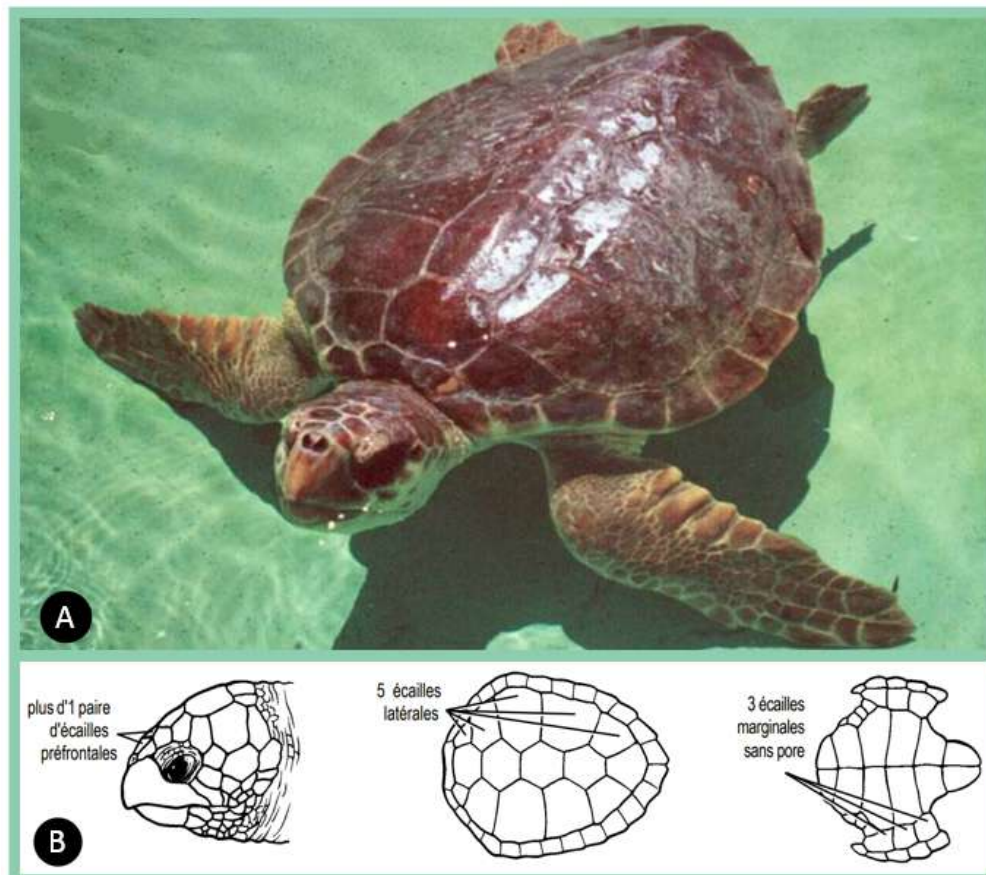 A
plus d'1 paire
d'écailles
préfrontales
5 écailles
latérales
3 écailles
marginales
sans pore
B